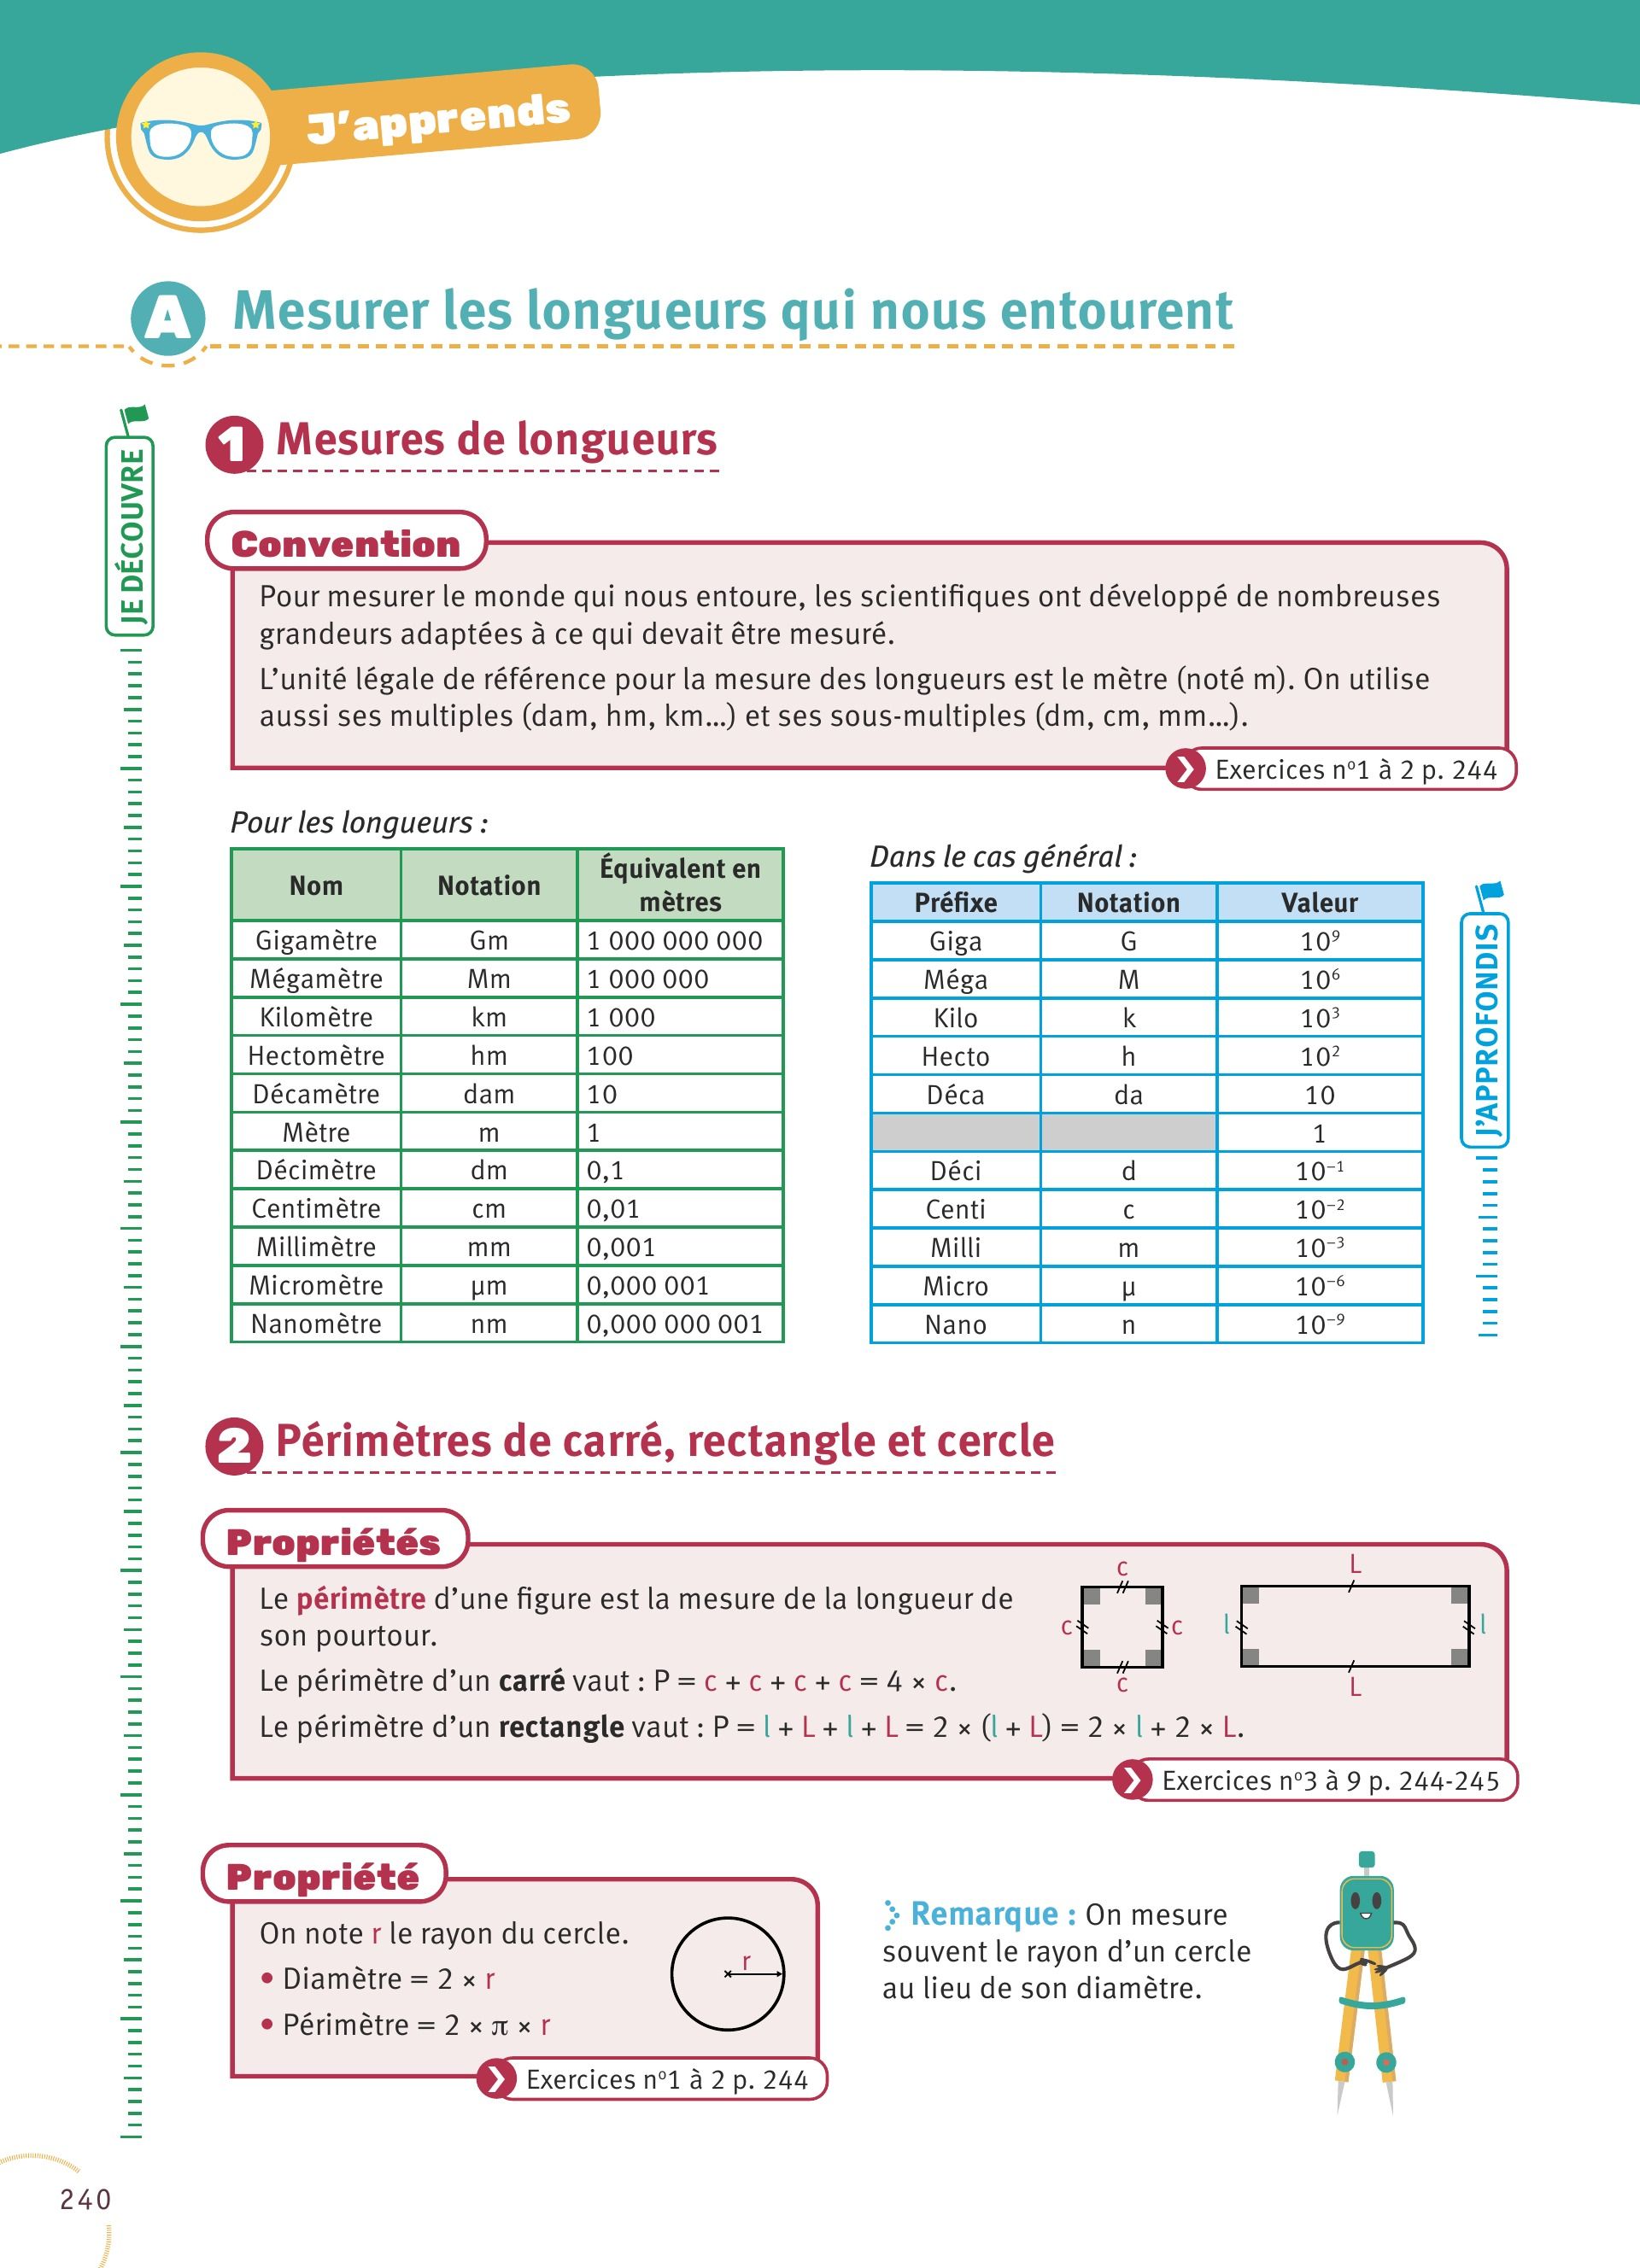 J'apprends
A Mesurer les longueurs qui nous entourent
JE DÉCOUVRE
1 Mesures de longueurs
Convention
Pour mesurer le monde qui nous entoure, les scientifiques ont développé de nombreuses
grandeurs adaptées à ce qui devait être mesuré.
L'unité légale de référence pour la mesure des longueurs est le mètre (noté m). On utilise
aussi ses multiples (dam, hm, km...) et ses sous-multiples (dm, cm, mm...).
Exercices nº1 à 2 p. 244
Pour les longueurs :
Nom Notation Équivalent en
mètres
Gigamètre Gm 1 000 000 000
Mégamètre Mm 1 000 000
Kilomètre km 1 000
Hectomètre hm 100
Décamètre dam 10
Mètre m 1
Décimètre dm 0,1
Centimètre cm 0,01
Millimètre mm 0,001
Micromètre µm 0,000 001
Nanomètre nm 0,000 000 001
Dans le cas général :
Préfixe Notation Valeur
Giga G 10⁹
Méga M 10⁶
Kilo k 10³
Hecto h 10²
Déca da 10
1
Déci d 10⁻¹
Centi c 10⁻²
Milli m 10⁻³
Micro µ 10⁻⁶
Nano n 10⁻⁹
J'APPROFONDIS
2 Périmètres de carré, rectangle et cercle
Propriétés
Le périmètre d'une figure est la mesure de la longueur de
son pourtour.
Le périmètre d'un carré vaut : P = c + c + c + c = 4 × c.
Le périmètre d'un rectangle vaut : P = l + L + l + L = 2 × (l + L) = 2 × l + 2 × L.
c
c c
c
L
l l
L
Exercices nº3 à 9 p. 244-245
Propriété
On note r le rayon du cercle.
• Diamètre = 2 × r
• Périmètre = 2 × π × r
r
Exercices nº1 à 2 p. 244
Remarque : On mesure
souvent le rayon d'un cercle
au lieu de son diamètre.
240